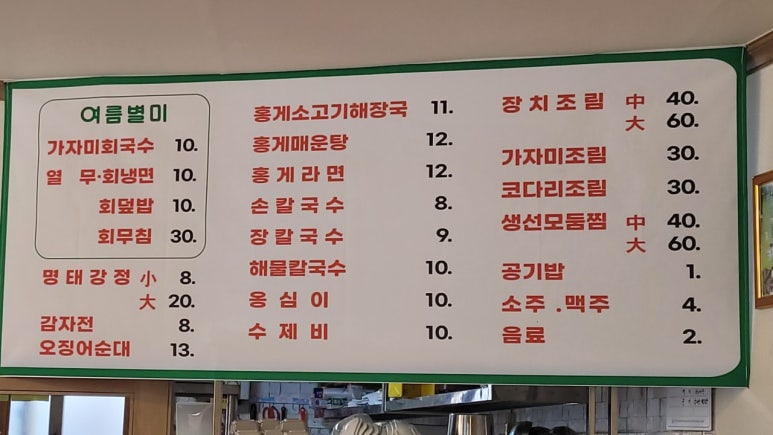 여름별미
가자미회국수 10.
열 무·회냉면 10.
회덮밥 10.
회무침 30.
명태강정 小 8.
大 20.
감자전 8.
오징어순대 13.
홍게소고기해장국 11.
홍게매운탕 12.
홍게라면 12.
손칼국수 8.
장칼국수 9.
해물칼국수 10.
옹심이 10.
수제비 10.
장치조림 中 40.
大 60.
가자미조림 30.
코다리조림 30.
생선모둠찜 中 40.
大 60.
공기밥 1.
소주.맥주 4.
음료 2.